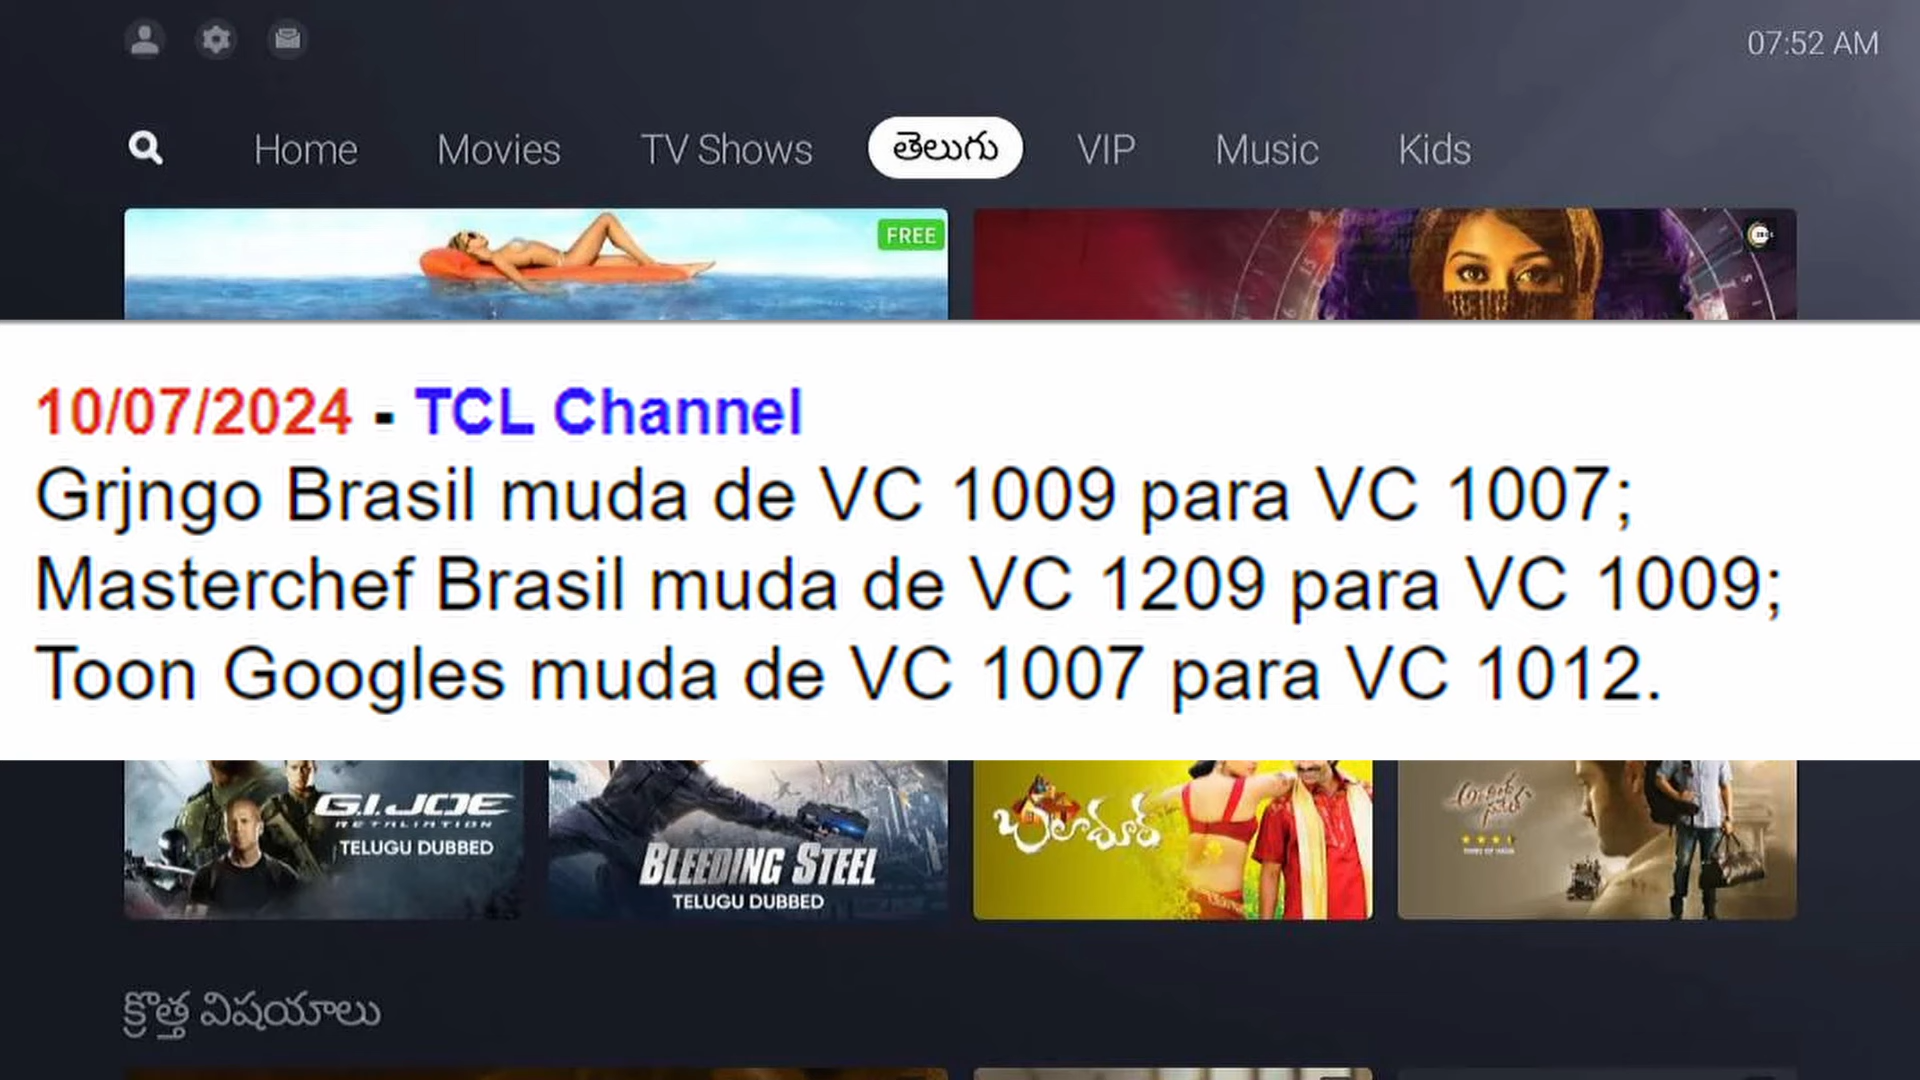 07:52 AM
Home Movies TV Shows తెలుగు VIP Music Kids
FREE
10/07/2024 - TCL Channel
Grjngo Brasil muda de VC 1009 para VC 1007;
Masterchef Brasil muda de VC 1209 para VC 1009;
Toon Googles muda de VC 1007 para VC 1012.
G.I. JOE
RETALIATION
TELUGU DUBBED
BLEEDING STEEL
TELUGU DUBBED
క్రొత్త విషయాలు